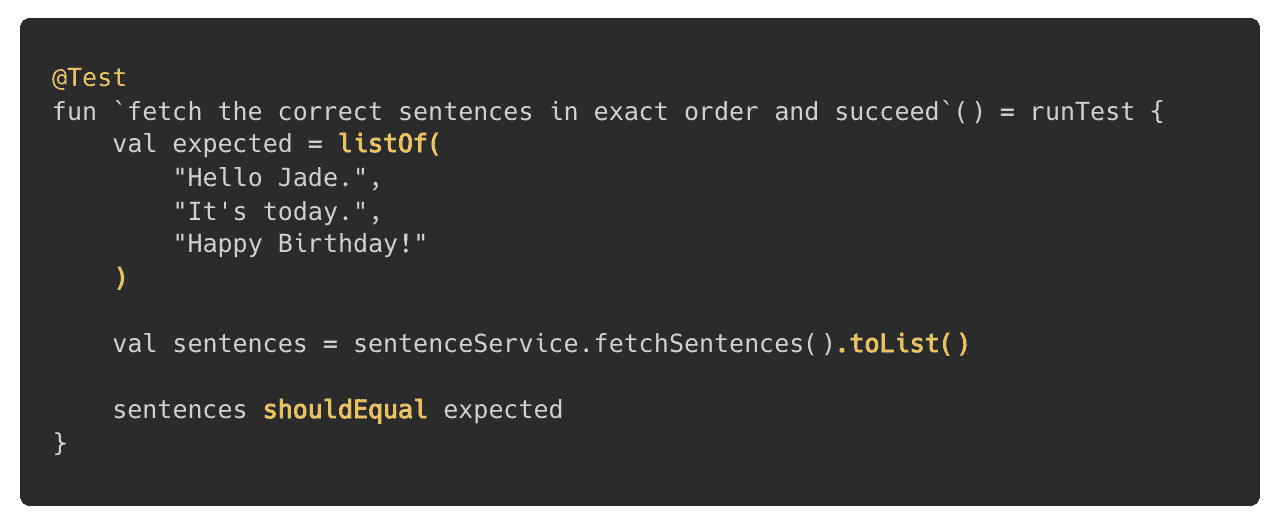 @Test
fun `fetch the correct sentences in exact order and succeed`() = runTest {
    val expected = listOf(
        "Hello Jade.",
        "It's today.",
        "Happy Birthday!"
    )

    val sentences = sentenceService.fetchSentences().toList()

    sentences shouldEqual expected
}